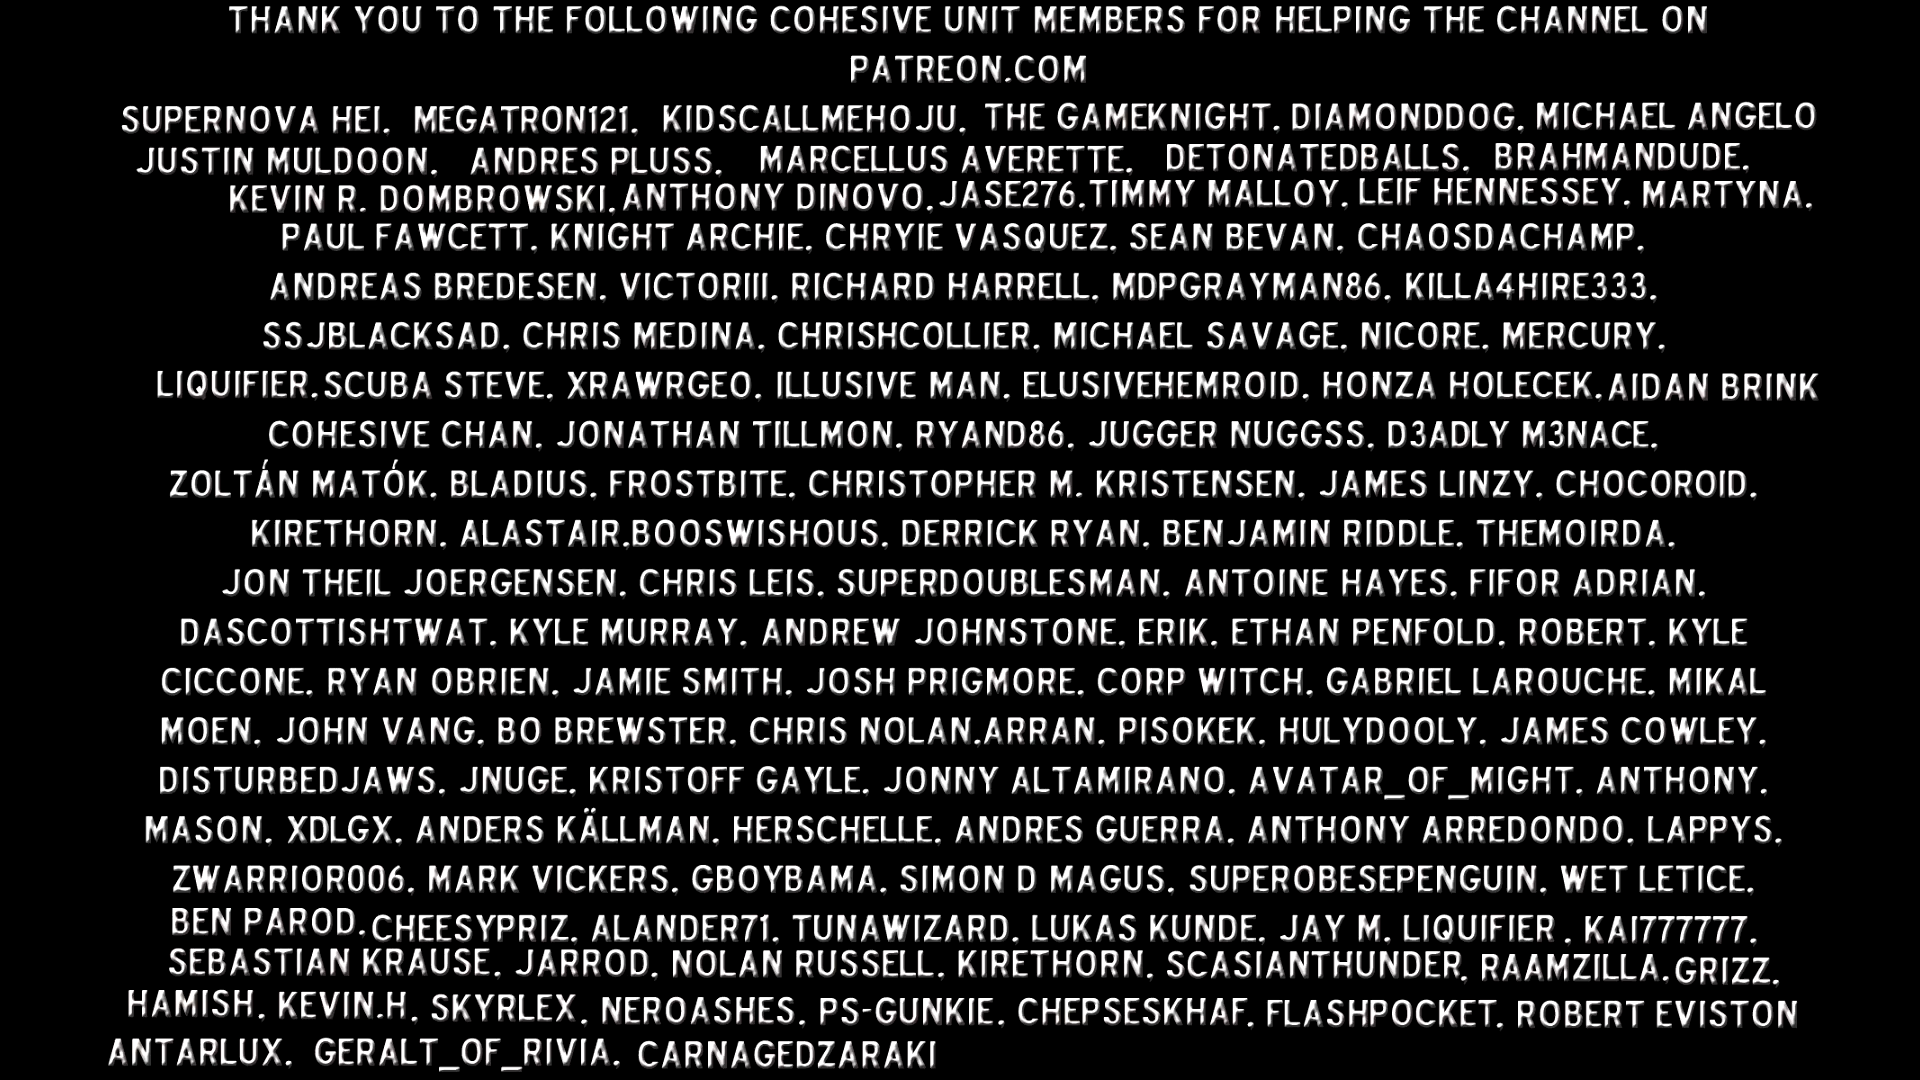 THANK YOU TO THE FOLLOWING COHESIVE UNIT MEMBERS FOR HELPING THE CHANNEL ON
PATREON.COM
SUPERNOVA HEI. MEGATRON121. KIDSCALLMEHOJU. THE GAMEKNIGHT. DIAMONDDOG. MICHAEL ANGELO
JUSTIN MULDOON. ANDRES PLUSS. MARCELLUS AVERETTE. DETONATEDBALLS. BRAHMANDUDE.
KEVIN R. DOMBROWSKI. ANTHONY DINOVO. JASE276. TIMMY MALLOY. LEIF HENNESSEY. MARTYNA.
PAUL FAWCETT. KNIGHT ARCHIE. CHRYIE VASQUEZ. SEAN BEVAN. CHAOSDACHAMP.
ANDREAS BREDESEN. VICTORIII. RICHARD HARRELL. MDPGRAYMAN86. KILLA4HIRE333.
SSJBLACKSAD. CHRIS MEDINA. CHRISHCOLLIER. MICHAEL SAVAGE. NICORE. MERCURY.
LIQUIFIER. SCUBA STEVE. XRAWRGEO. ILLUSIVE MAN. ELUSIVEHEMROID. HONZA HOLECEK. AIDAN BRINK
COHESIVE CHAN. JONATHAN TILLMON. RYAND86. JUGGER NUGGSS. D3ADLY M3NACE.
ZOLTÁN MATÓK. BLADIUS. FROSTBITE. CHRISTOPHER M. KRISTENSEN. JAMES LINZY. CHOCOROID.
KIRETHORN. ALASTAIR.BOOSWISHOUS. DERRICK RYAN. BENJAMIN RIDDLE. THEMOIRDA.
JON THEIL JOERGENSEN. CHRIS LEIS. SUPERDOUBLESMAN. ANTOINE HAYES. FIFOR ADRIAN.
DASCOTTISHTWAT. KYLE MURRAY. ANDREW JOHNSTONE. ERIK. ETHAN PENFOLD. ROBERT. KYLE
CICCONE. RYAN OBRIEN. JAMIE SMITH. JOSH PRIGMORE. CORP WITCH. GABRIEL LAROUCHE. MIKAL
MOEN. JOHN VANG. BO BREWSTER. CHRIS NOLAN.ARRAN. PISOKEK. HULYDOOLY. JAMES COWLEY.
DISTURBEDJAWS. JNUGE. KRISTOFF GAYLE. JONNY ALTAMIRANO. AVATAR_OF_MIGHT. ANTHONY.
MASON. XDLGX. ANDERS KÄLLMAN. HERSCHELLE. ANDRES GUERRA. ANTHONY ARREDONDO. LAPPYS.
ZWARRIOR006. MARK VICKERS. GBOYBAMA. SIMON D MAGUS. SUPEROBESEPENGUIN. WET LETICE.
BEN PAROD. CHEESYPRIZ. ALANDER71. TUNAWIZARD. LUKAS KUNDE. JAY M. LIQUIFIER . KAI777777.
SEBASTIAN KRAUSE. JARROD. NOLAN RUSSELL. KIRETHORN. SCASIANTHUNDER. RAAMZILLA. GRIZZ.
HAMISH. KEVIN.H. SKYRLEX. NEROASHES. PS-GUNKIE. CHEPSESKHAF. FLASHPOCKET. ROBERT EVISTON
ANTARLUX. GERALT_OF_RIVIA. CARNAGEDZARAKI